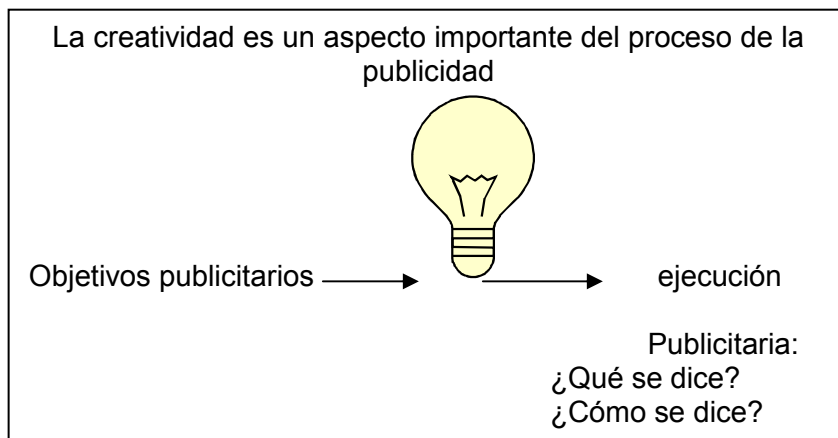 La creatividad es un aspecto importante del proceso de la
publicidad
Objetivos publicitarios
ejecución
Publicitaria:
¿Qué se dice?
¿Cómo se dice?